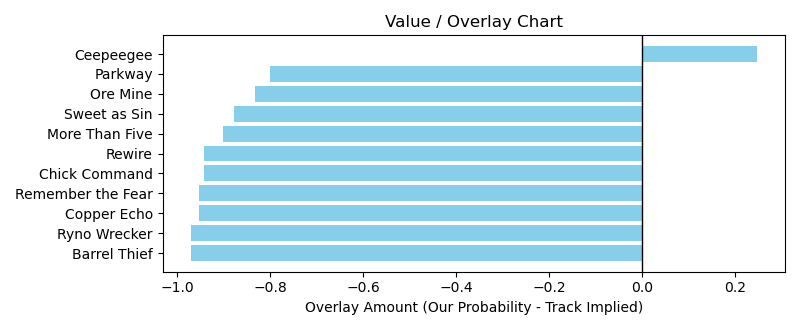 Value / Overlay Chart
Ceepeegee
Parkway
Ore Mine
Sweet as Sin
More Than Five
Rewire
Chick Command
Remember the Fear
Copper Echo
Ryno Wrecker
Barrel Thief
−1.0 −0.8 −0.6 −0.4 −0.2 0.0 0.2
Overlay Amount (Our Probability - Track Implied)